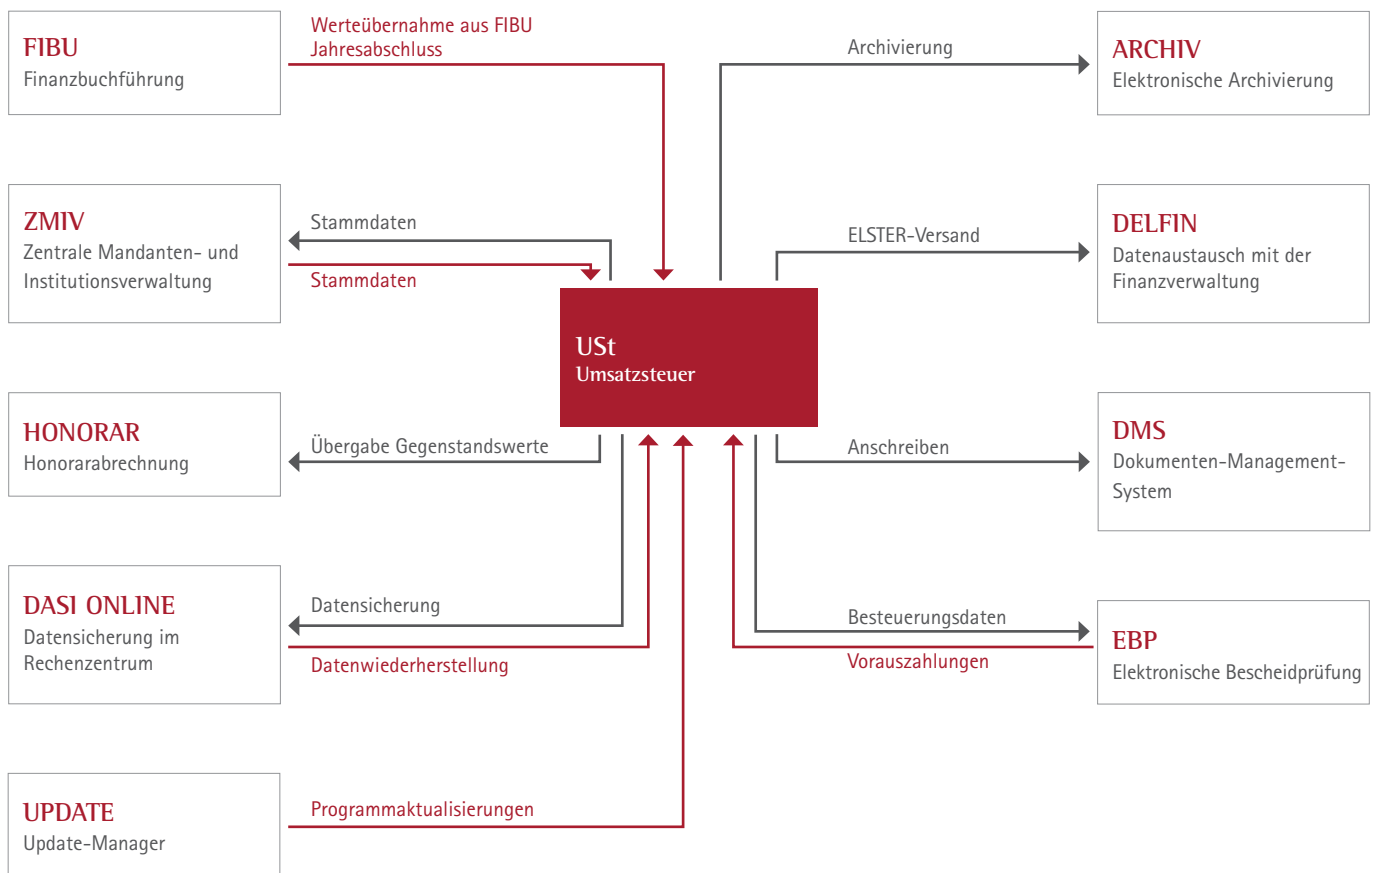 FIBU
Finanzbuchführung
Werteübernahme aus FIBU
Jahresabschluss
Archivierung
ARCHIV
Elektronische Archivierung
ZMIV
Zentrale Mandanten- und
Institutionsverwaltung
Stammdaten
Stammdaten
ELSTER-Versand
DELFIN
Datenaustausch mit der
Finanzverwaltung
USt
Umsatzsteuer
HONORAR
Honorarabrechnung
Übergabe Gegenstandswerte
Anschreiben
DMS
Dokumenten-Management-
System
DASI ONLINE
Datensicherung im
Rechenzentrum
Datensicherung
Datenwiederherstellung
Besteuerungsdaten
Vorauszahlungen
EBP
Elektronische Bescheidprüfung
UPDATE
Update-Manager
Programmaktualisierungen